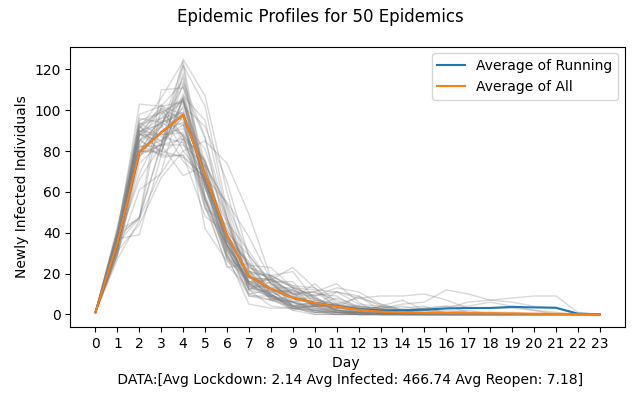 Epidemic Profiles for 50 Epidemics
Average of Running
Average of All
Newly Infected Individuals
120
100
80
60
40
20
0
0 1 2 3 4 5 6 7 8 9 10 11 12 13 14 15 16 17 18 19 20 21 22 23
Day
DATA:[Avg Lockdown: 2.14 Avg Infected: 466.74 Avg Reopen: 7.18]